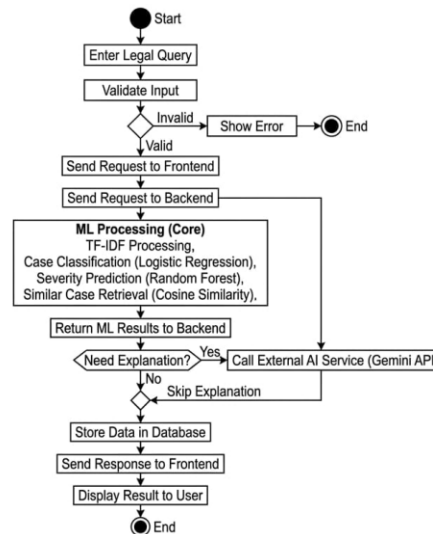 Start
Enter Legal Query
Validate Input
Invalid
Show Error
End
Valid
Send Request to Frontend
Send Request to Backend
ML Processing (Core)
TF-IDF Processing,
Case Classification (Logistic Regression),
Severity Prediction (Random Forest),
Similar Case Retrieval (Cosine Similarity),
Return ML Results to Backend
Need Explanation?
Yes
Call External AI Service (Gemini API
No
Skip Explanation
Store Data in Database
Send Response to Frontend
Display Result to User
End